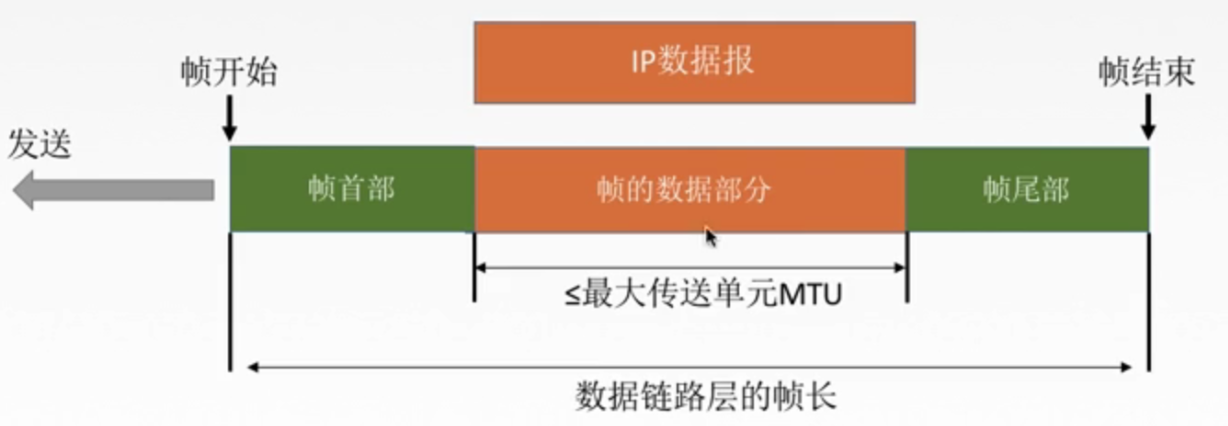 IP数据报
帧开始
帧结束
发送
帧首部
帧的数据部分
帧尾部
≤最大传送单元MTU
数据链路层的帧长